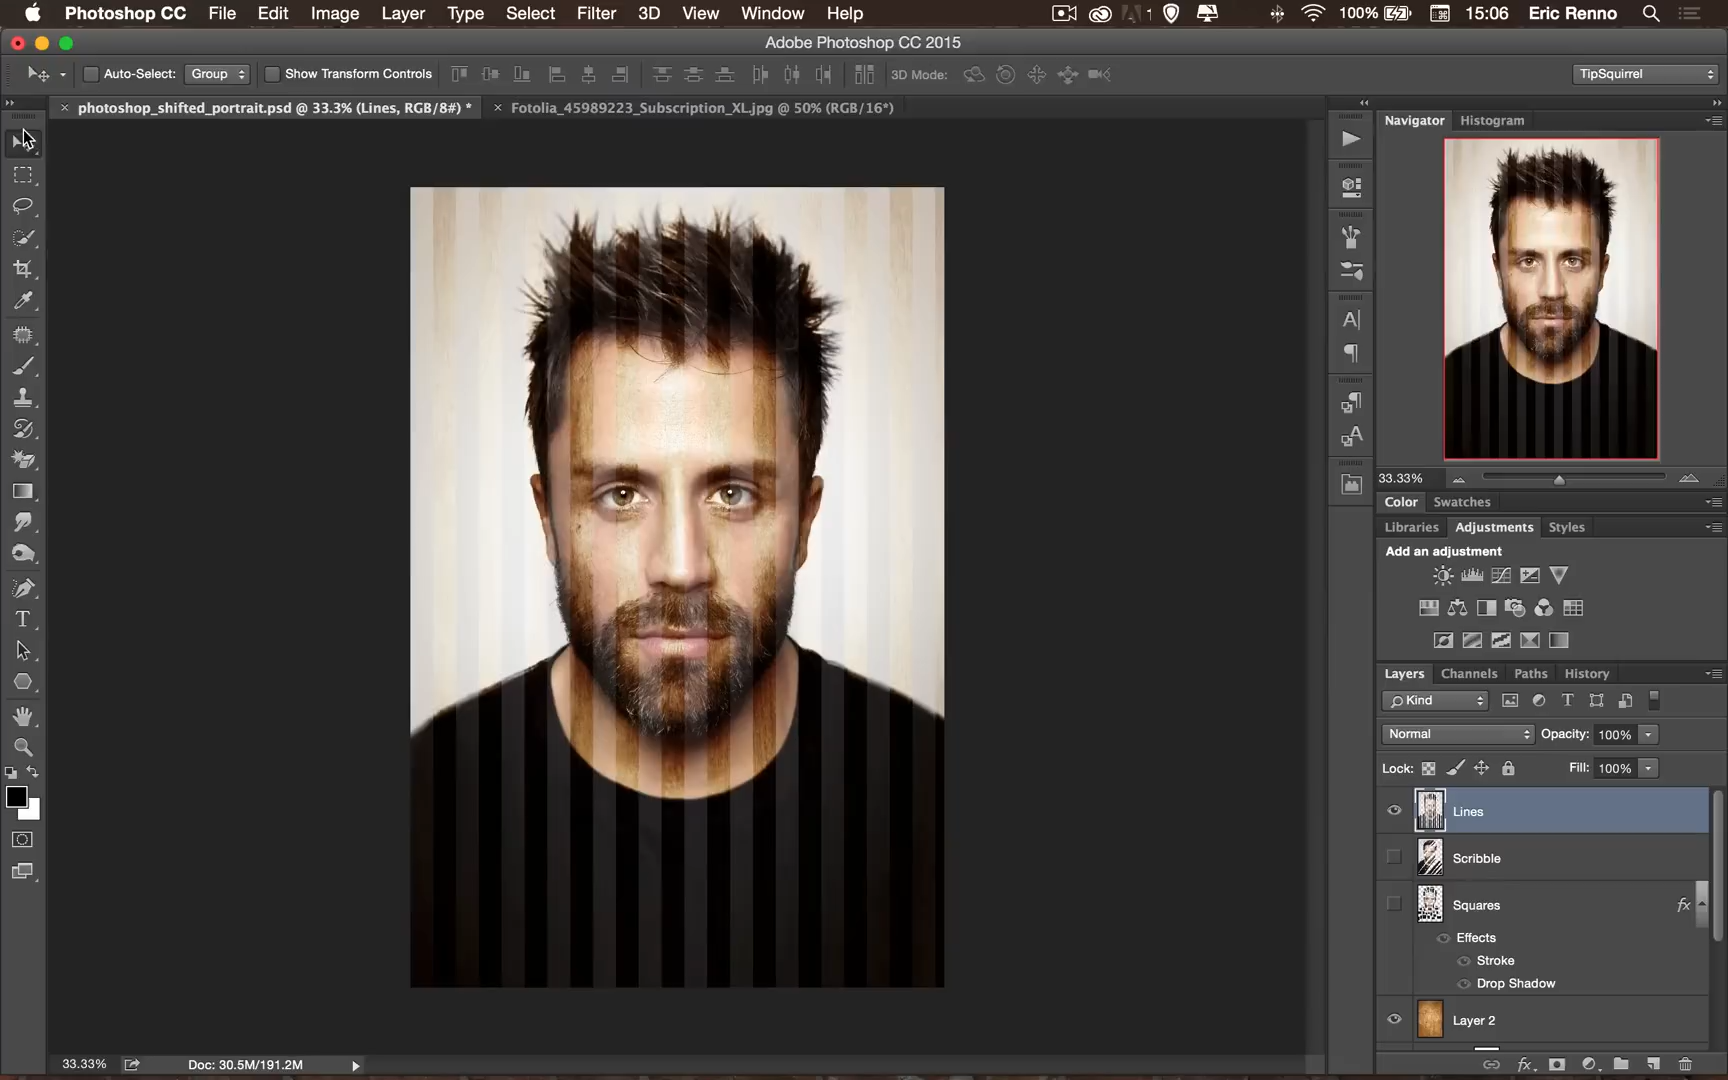 Photoshop CC File Edit Image Layer Type Select Filter 3D View Window Help 1 100% 15:06 Eric Renno
Adobe Photoshop CC 2015
Auto-Select: Group Show Transform Controls 3D Mode: TipSquirrel
photoshop_shifted_portrait.psd @ 33.3% (Lines, RGB/8#) * Fotolia_45989223_Subscription_XL.jpg @ 50% (RGB/16*)
Navigator Histogram
33.33%
Color Swatches
Libraries Adjustments Styles
Add an adjustment
Layers Channels Paths History
Kind
Normal Opacity: 100%
Lock: Fill: 100%
Lines
Scribble
Squares fx
Effects
Stroke
Drop Shadow
Layer 2
33.33% Doc: 30.5M/191.2M